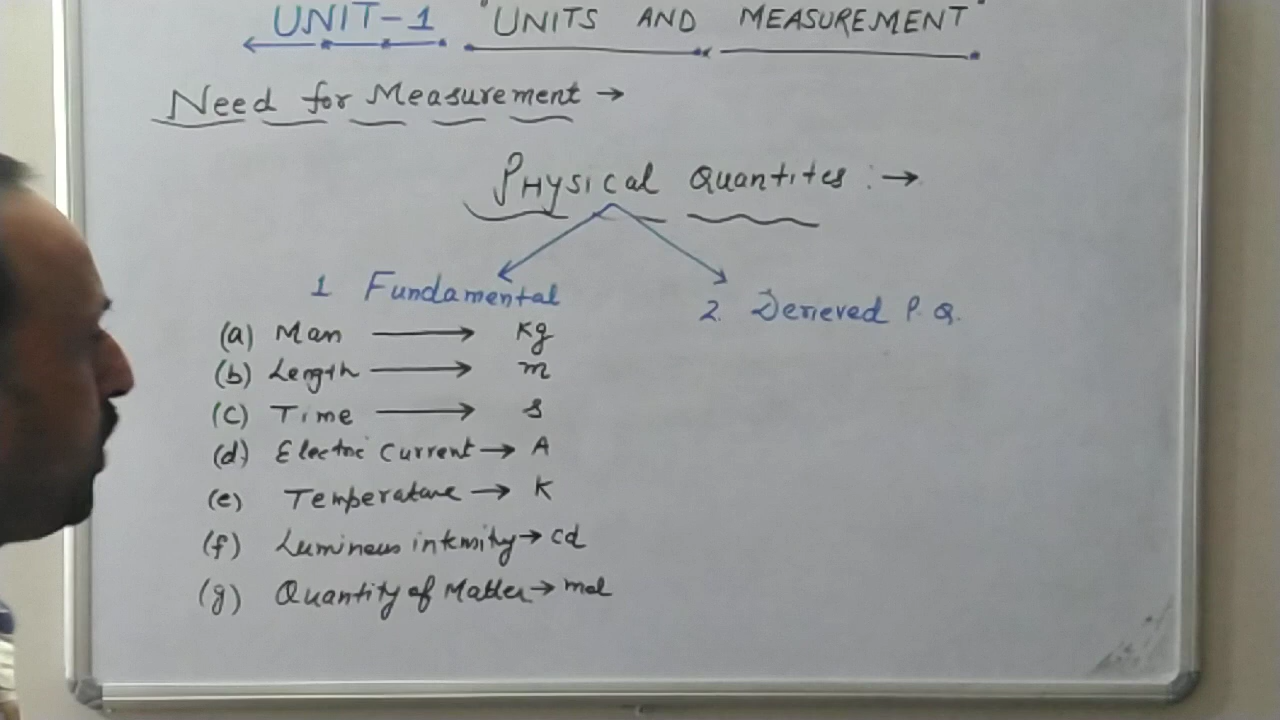 UNIT-1 "UNITS AND MEASUREMENT"
Need for Measurement →
Physical Quantites :→
1 Fundamental
2. Derieved P.Q.
(a) Mass → Kg
(b) Length → m
(c) Time → s
(d) Electric Current → A
(e) Temperature → K
(f) Luminous intensity → cd
(g) Quantity of Matter → mol